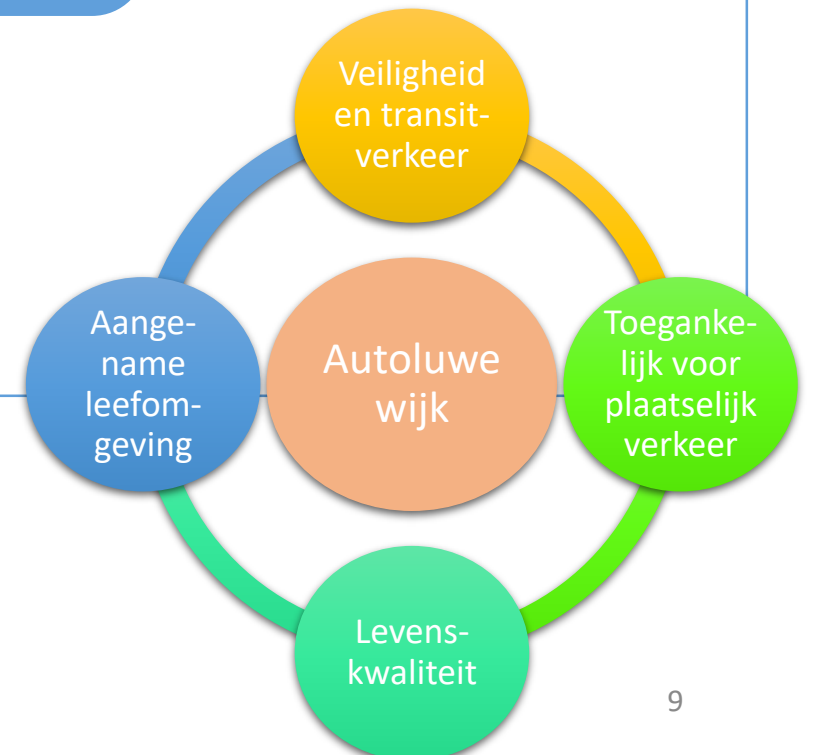 Veiligheid
en transit-
verkeer
Aange-
name
leefom-
geving
Autoluwe
wijk
Toeganke-
lijk voor
plaatselijk
verkeer
Levens-
kwaliteit
9